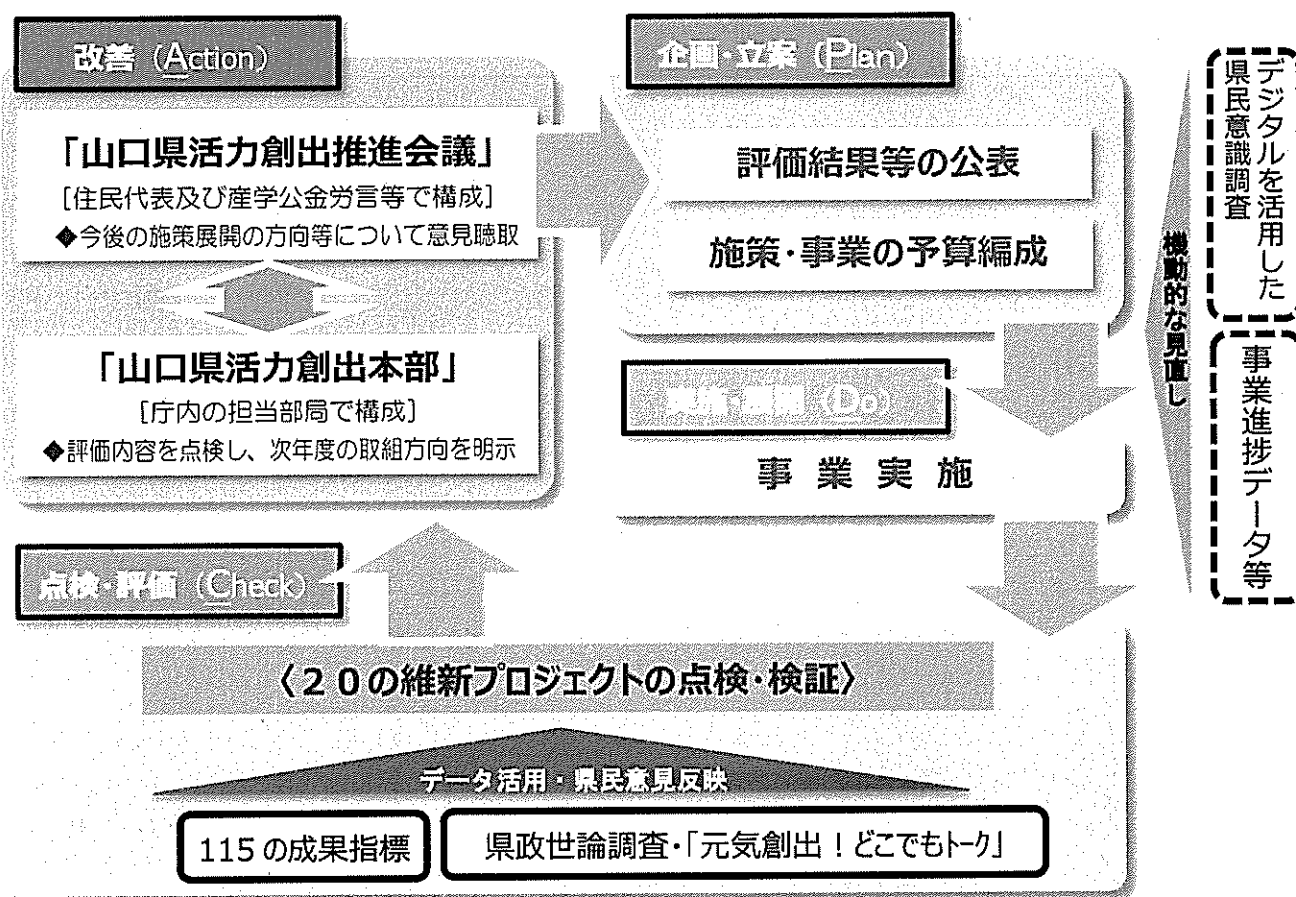 改善 (Action)
「山口県活力創出推進会議」
[住民代表及び産学公金労言等で構成]
◆今後の施策展開の方向等について意見聴取
「山口県活力創出本部」
[庁内の担当部局で構成]
◆評価内容を点検し、次年度の取組方向を明示
企画・立案 (Plan)
評価結果等の公表
施策・事業の予算編成
(Do)
事業実施
点検・評価 (Check)
〈20の維新プロジェクトの点検・検証〉
データ活用・県民意見反映
115の成果指標
県政世論調査・「元気創出！どこでもトーク」
機動的な見直し
デジタルを活用した
県民意識調査
事業進捗データ等